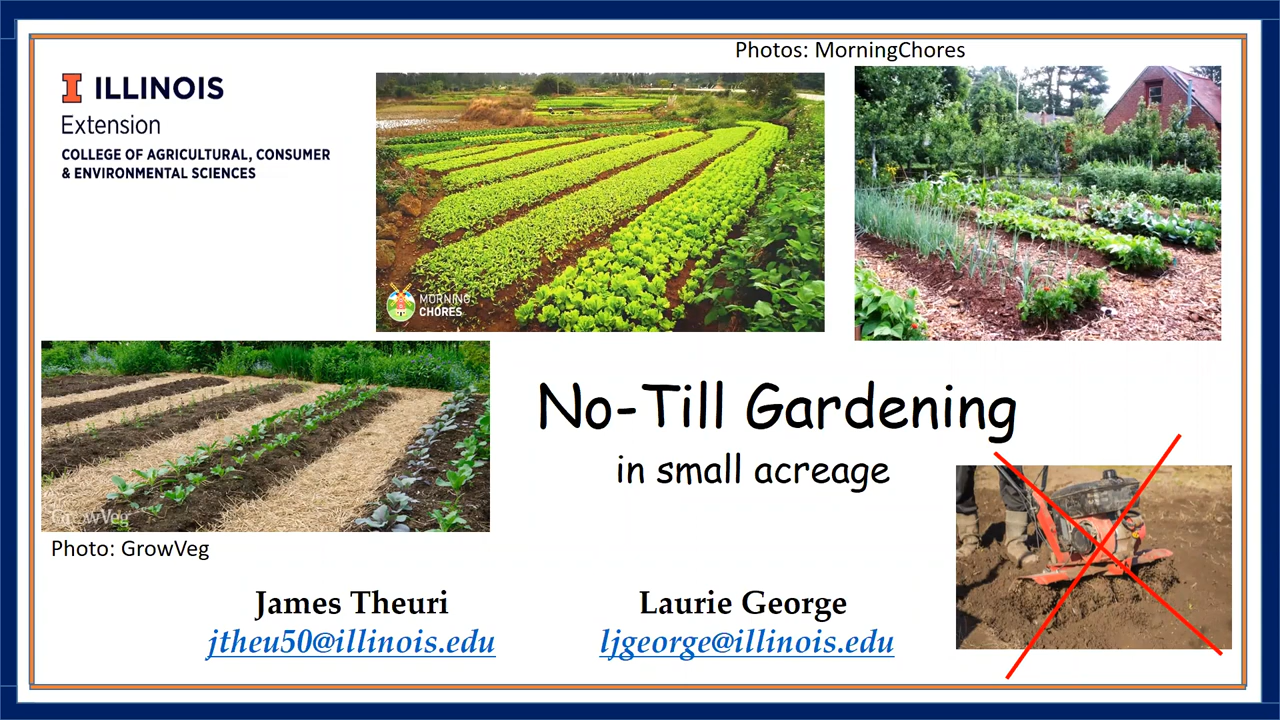 Photos: MorningChores
I ILLINOIS
Extension
COLLEGE OF AGRICULTURAL, CONSUMER
& ENVIRONMENTAL SCIENCES
MORNING
CHORES
No-Till Gardening
in small acreage
GrowVeg
Photo: GrowVeg
James Theuri
jtheu50@illinois.edu
Laurie George
ljgeorge@illinois.edu